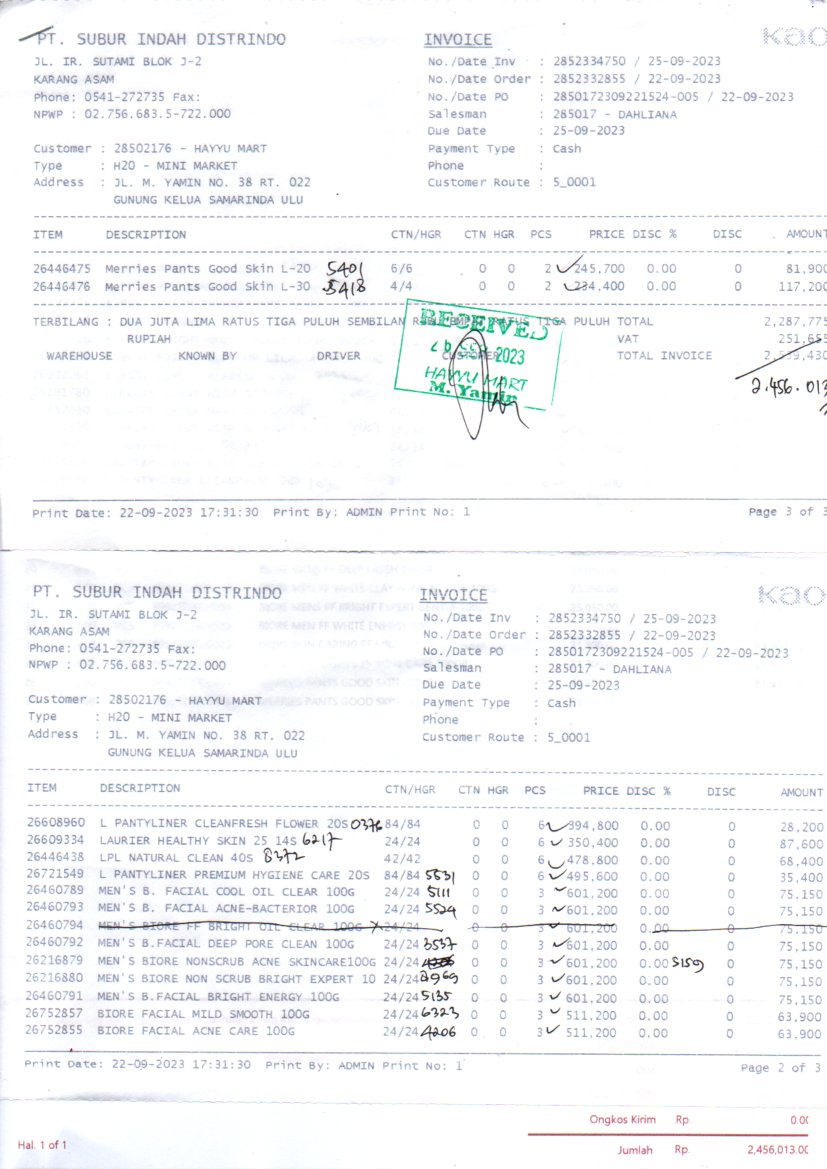 PT. SUBUR INDAH DISTRINDO INVOICE kao
JL. IR. SUTAMI BLOK J-2 No./Date Inv : 2852334750 / 25-09-2023
KARANG ASAM No./Date Order : 2852332855 / 22-09-2023
Phone: 0541-272735 Fax: No./Date PO : 2850172309221524-005 / 22-09-2023
NPWP : 02.756.683.5-722.000 Salesman : 285017 - DAHLIANA
Due Date : 25-09-2023
Customer : 28502176 - HAYYU MART Payment Type : Cash
Type : H20 - MINI MARKET Phone :
Address : JL. M. YAMIN NO. 38 RT. 022 Customer Route : 5_0001
GUNUNG KELUA SAMARINDA ULU
ITEM DESCRIPTION CTN/HGR CTN HGR PCS PRICE DISC % DISC AMOUNT
26446475 Merries Pants Good Skin L-20 5401 6/6 0 0 2 245,700 0.00 0 81,900
26446476 Merries Pants Good Skin L-30 5418 4/4 0 0 2 234,400 0.00 0 117,200
TERBILANG : DUA JUTA LIMA RATUS TIGA PULUH SEMBILAN RATUS TIGA PULUH TOTAL 2,287,775
RUPIAH VAT 251,655
WAREHOUSE KNOWN BY DRIVER CUSTOMER TOTAL INVOICE 2,539,430
RECEIVED
2023
HAYYU MART
M. Yamin
2.456.013
Print Date: 22-09-2023 17:31:30 Print By: ADMIN Print No: 1 Page 3 of 3
PT. SUBUR INDAH DISTRINDO INVOICE kao
JL. IR. SUTAMI BLOK J-2 No./Date Inv : 2852334750 / 25-09-2023
KARANG ASAM No./Date Order : 2852332855 / 22-09-2023
Phone: 0541-272735 Fax: No./Date PO : 2850172309221524-005 / 22-09-2023
NPWP : 02.756.683.5-722.000 Salesman : 285017 - DAHLIANA
Due Date : 25-09-2023
Customer : 28502176 - HAYYU MART Payment Type : Cash
Type : H20 - MINI MARKET Phone :
Address : JL. M. YAMIN NO. 38 RT. 022 Customer Route : 5_0001
GUNUNG KELUA SAMARINDA ULU
ITEM DESCRIPTION CTN/HGR CTN HGR PCS PRICE DISC % DISC AMOUNT
26608960 L PANTYLINER CLEANFRESH FLOWER 20S 0376 84/84 0 0 6 394,800 0.00 0 28,200
26609334 LAURIER HEALTHY SKIN 25 14S 6217 24/24 0 0 6 350,400 0.00 0 87,600
26446438 LPL NATURAL CLEAN 40S 8372 42/42 0 0 6 478,800 0.00 0 68,400
26721549 L PANTYLINER PREMIUM HYGIENE CARE 20S 84/84 5531 0 0 6 495,600 0.00 0 35,400
26460789 MEN'S B. FACIAL COOL OIL CLEAR 100G 24/24 5111 0 0 3 601,200 0.00 0 75,150
26460793 MEN'S B. FACIAL ACNE-BACTERIOR 100G 24/24 5524 0 0 3 601,200 0.00 0 75,150
26460794 MEN'S BIORE FF BRIGHT OIL CLEAR 100G 24/24 0 0 3 601,200 0.00 0 75,150
26460792 MEN'S B.FACIAL DEEP PORE CLEAN 100G 24/24 3537 0 0 3 601,200 0.00 0 75,150
26216879 MEN'S BIORE NONSCRUB ACNE SKINCARE100G 24/24 0 0 3 601,200 0.00 3159 0 75,150
26216880 MEN'S BIORE NON SCRUB BRIGHT EXPERT 10 24/24 2969 0 0 3 601,200 0.00 0 75,150
26460791 MEN'S B.FACIAL BRIGHT ENERGY 100G 24/24 5135 0 0 3 601,200 0.00 0 75,150
26752857 BIORE FACIAL MILD SMOOTH 100G 24/24 6323 0 0 3 511,200 0.00 0 63,900
26752855 BIORE FACIAL ACNE CARE 100G 24/24 4206 0 0 3 511,200 0.00 0 63,900
Print Date: 22-09-2023 17:31:30 Print By: ADMIN Print No: 1 Page 2 of 3
Ongkos Kirim Rp. 0.00
Hal. 1 of 1
Jumlah Rp. 2,456,013.00